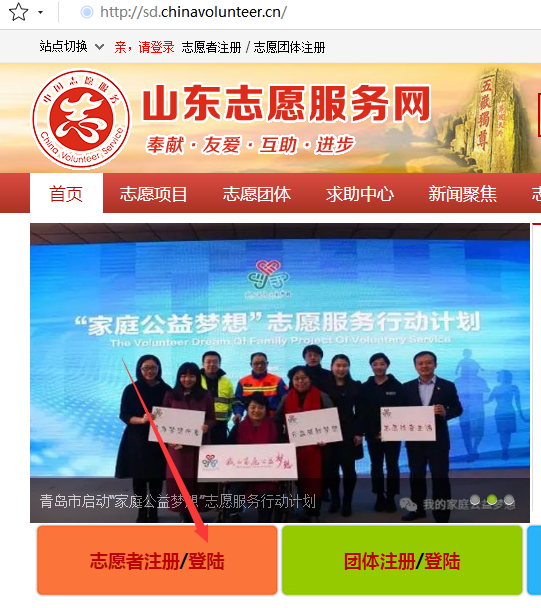 http://sd.chinavolunteer.cn/
站点切换 亲，请登录 志愿者注册 / 志愿团体注册
中国志愿服务
China Volunteer Service
山东志愿服务网
奉献·友爱·互助·进步
五嶽獨尊
首页 志愿项目 志愿团体 求助中心 新闻聚焦 志
“家庭公益梦想”志愿服务行动计划
The Volunteer Dream Of Family Project Of Voluntary Service
青岛市启动“家庭公益梦想”志愿服务行动计划
我的家庭公益梦想
志愿者注册/登陆 团体注册/登陆